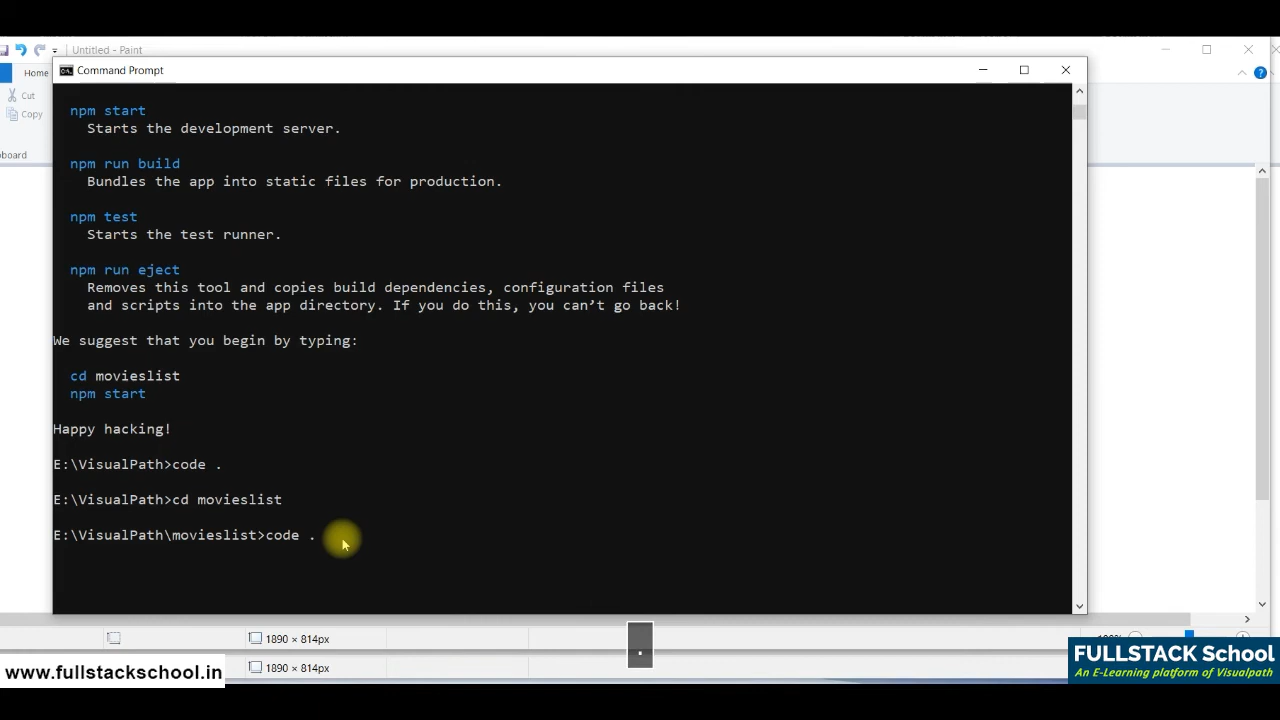 Untitled - Paint
Command Prompt
Home
Cut
Copy
board
npm start
Starts the development server.
npm run build
Bundles the app into static files for production.
npm test
Starts the test runner.
npm run eject
Removes this tool and copies build dependencies, configuration files
and scripts into the app directory. If you do this, you can’t go back!
We suggest that you begin by typing:
cd movieslist
npm start
Happy hacking!
E:\VisualPath>code .
E:\VisualPath>cd movieslist
E:\VisualPath\movieslist>code .
1890 × 814px
.
1890 × 814px
www.fullstackschool.in
FULLSTACK School
An E-Learning platform of Visualpath